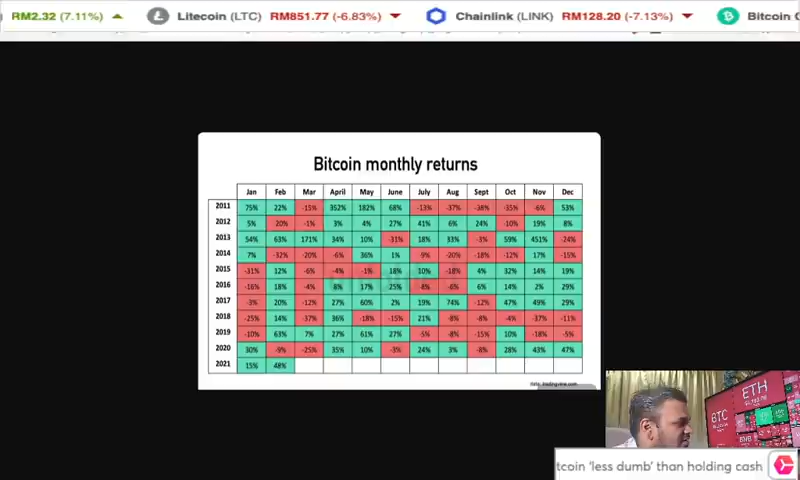 RM2.32 (7.11%) Litecoin (LTC) RM851.77 (-6.83%) Chainlink (LINK) RM128.20 (-7.13%) Bitcoin
Bitcoin monthly returns
Jan Feb Mar April May June July Aug Sept Oct Nov Dec
2011 75% 22% -15% 352% 182% 68% -13% -37% -38% -35% -6% 53%
2012 5% 20% -1% 3% 4% 27% 41% 6% 24% -10% 19% 8%
2013 54% 63% 171% 34% 10% -31% 18% 33% -3% 59% 451% -24%
2014 7% -32% -20% -6% 36% 1% -9% -20% -18% -12% 17% -15%
2015 -31% 12% -6% -4% -1% 18% 10% -18% 4% 32% 14% 19%
2016 -16% 18% -4% 8% 17% 25% -8% -6% 6% 14% 2% 29%
2017 -3% 20% -12% 27% 60% 2% 19% 74% -12% 47% 49% 29%
2018 -25% 14% -37% 36% -18% -15% 21% -8% -8% -4% -37% -11%
2019 -10% 63% 7% 27% 61% 27% -5% -8% -15% 10% -18% -5%
2020 30% -9% -25% 35% 10% -3% 24% 3% -8% 28% 43% 47%
2021 15% 48%
tradingview.com
ETH
BTC
tcoin 'less dumb' than holding cash